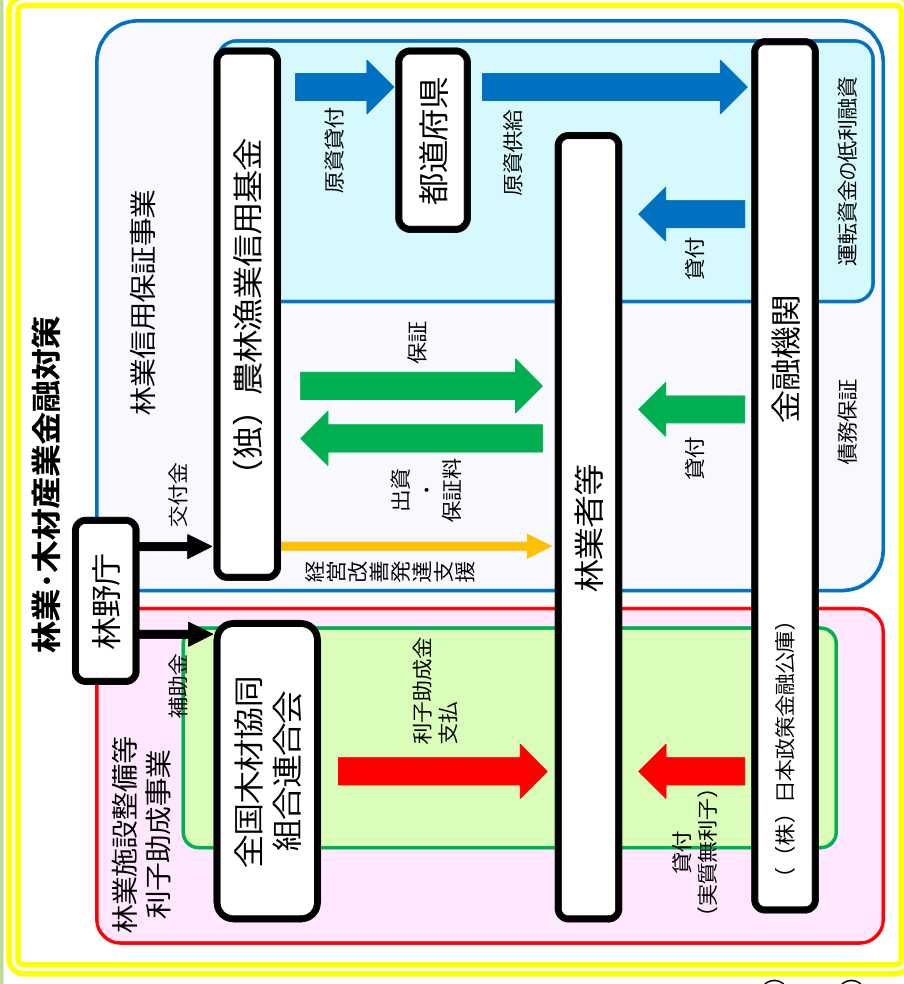 林業・木材産業金融対策
林野庁
補助金
交付金
林業施設整備等
利子助成事業
林業信用保証事業
全国木材協同
組合連合会
（独）農林漁業信用基金
経営改善発達支援
出資
・
保証料
保証
原資貸付
都道府県
原資供給
利子助成金
支払
林業者等
貸付
（実質無利子）
貸付
貸付
金融機関
（（株）日本政策金融公庫）
債務保証
運転資金の低利融資